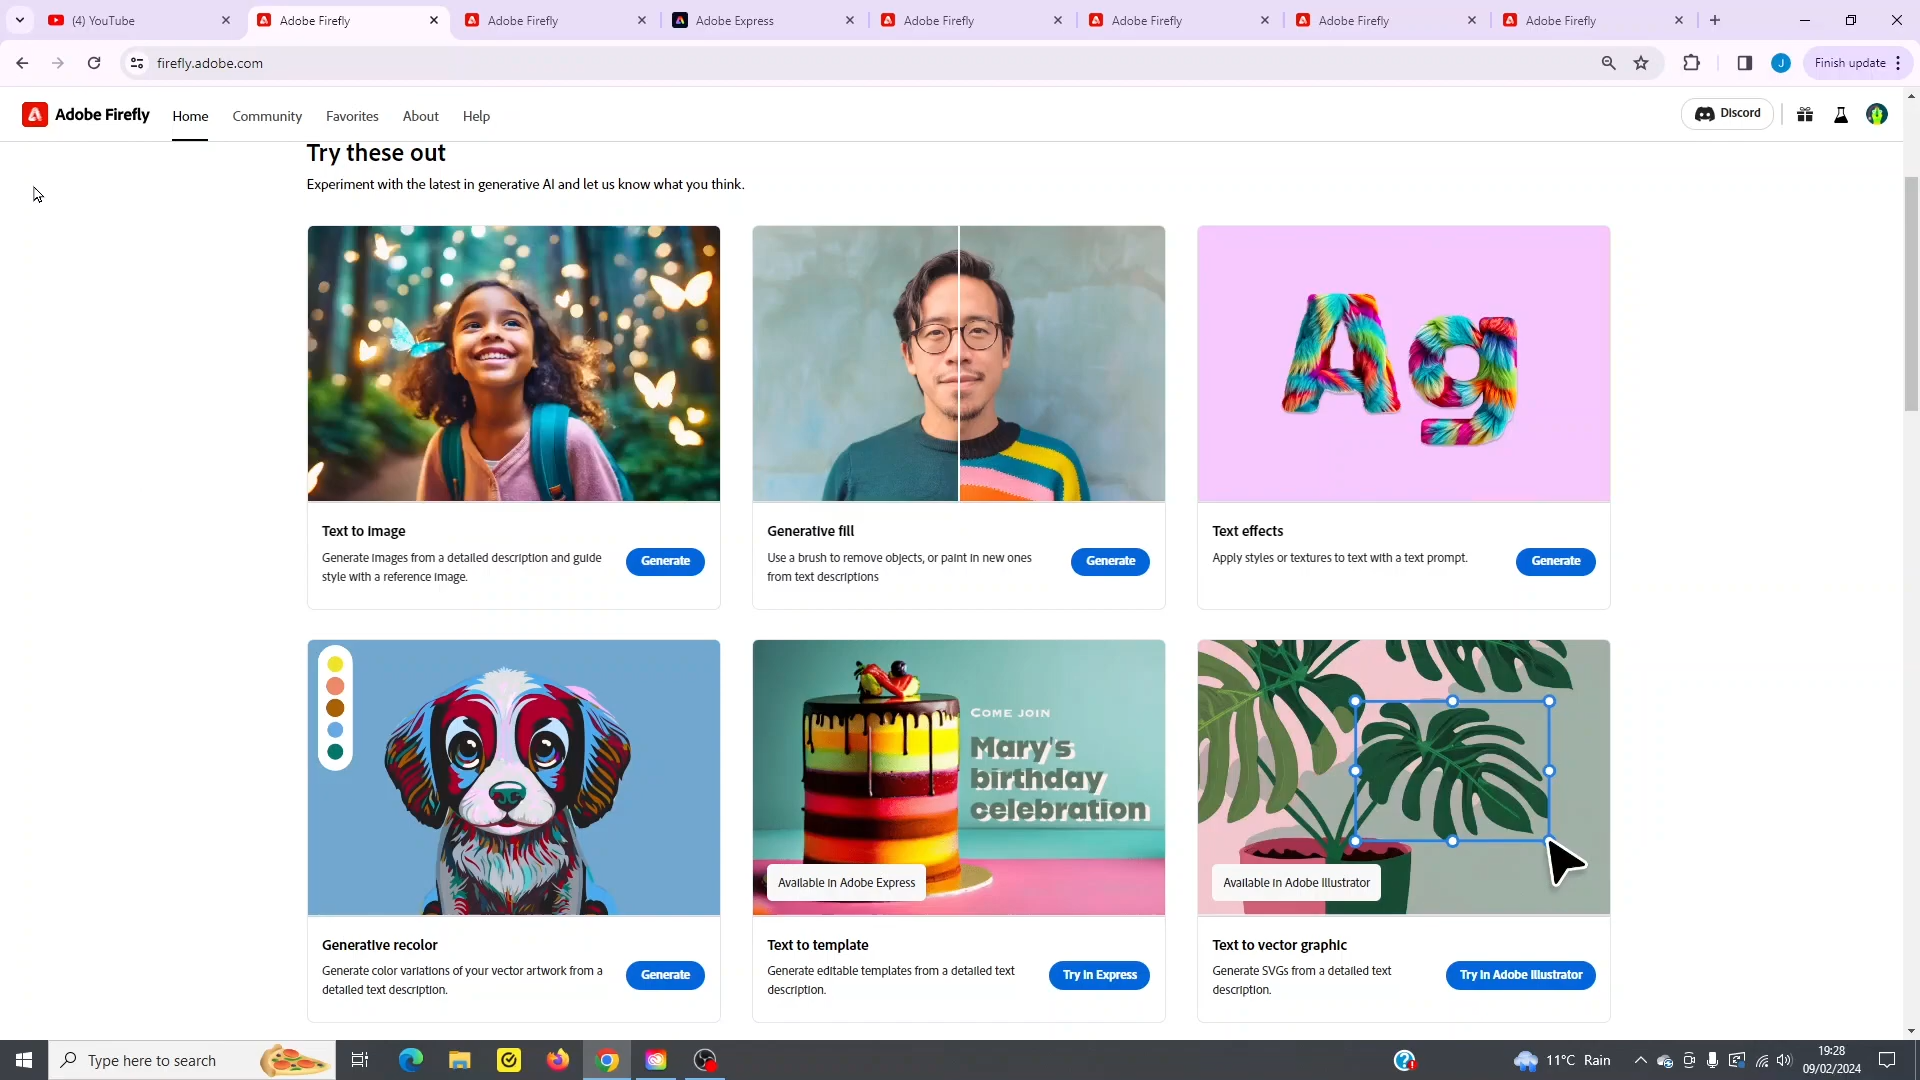 (4) YouTube
Adobe Firefly
Adobe Firefly
Adobe Express
Adobe Firefly
Adobe Firefly
Adobe Firefly
Adobe Firefly
firefly.adobe.com
J
Finish update
Adobe Firefly
Home
Community
Favorites
About
Help
Discord
Try these out
Experiment with the latest in generative AI and let us know what you think.
Ag
Text to image
Generate images from a detailed description and guide
style with a reference image.
Generate
Generative fill
Use a brush to remove objects, or paint in new ones
from text descriptions
Generate
Text effects
Apply styles or textures to text with a text prompt.
Generate
COME JOIN
Mary's
birthday
celebration
Available in Adobe Express
Available in Adobe Illustrator
Generative recolor
Generate color variations of your vector artwork from a
detailed text description.
Generate
Text to template
Generate editable templates from a detailed text
description.
Try in Express
Text to vector graphic
Generate SVGs from a detailed text
description.
Try in Adobe Illustrator
Type here to search
11°C Rain
19:28
09/02/2024